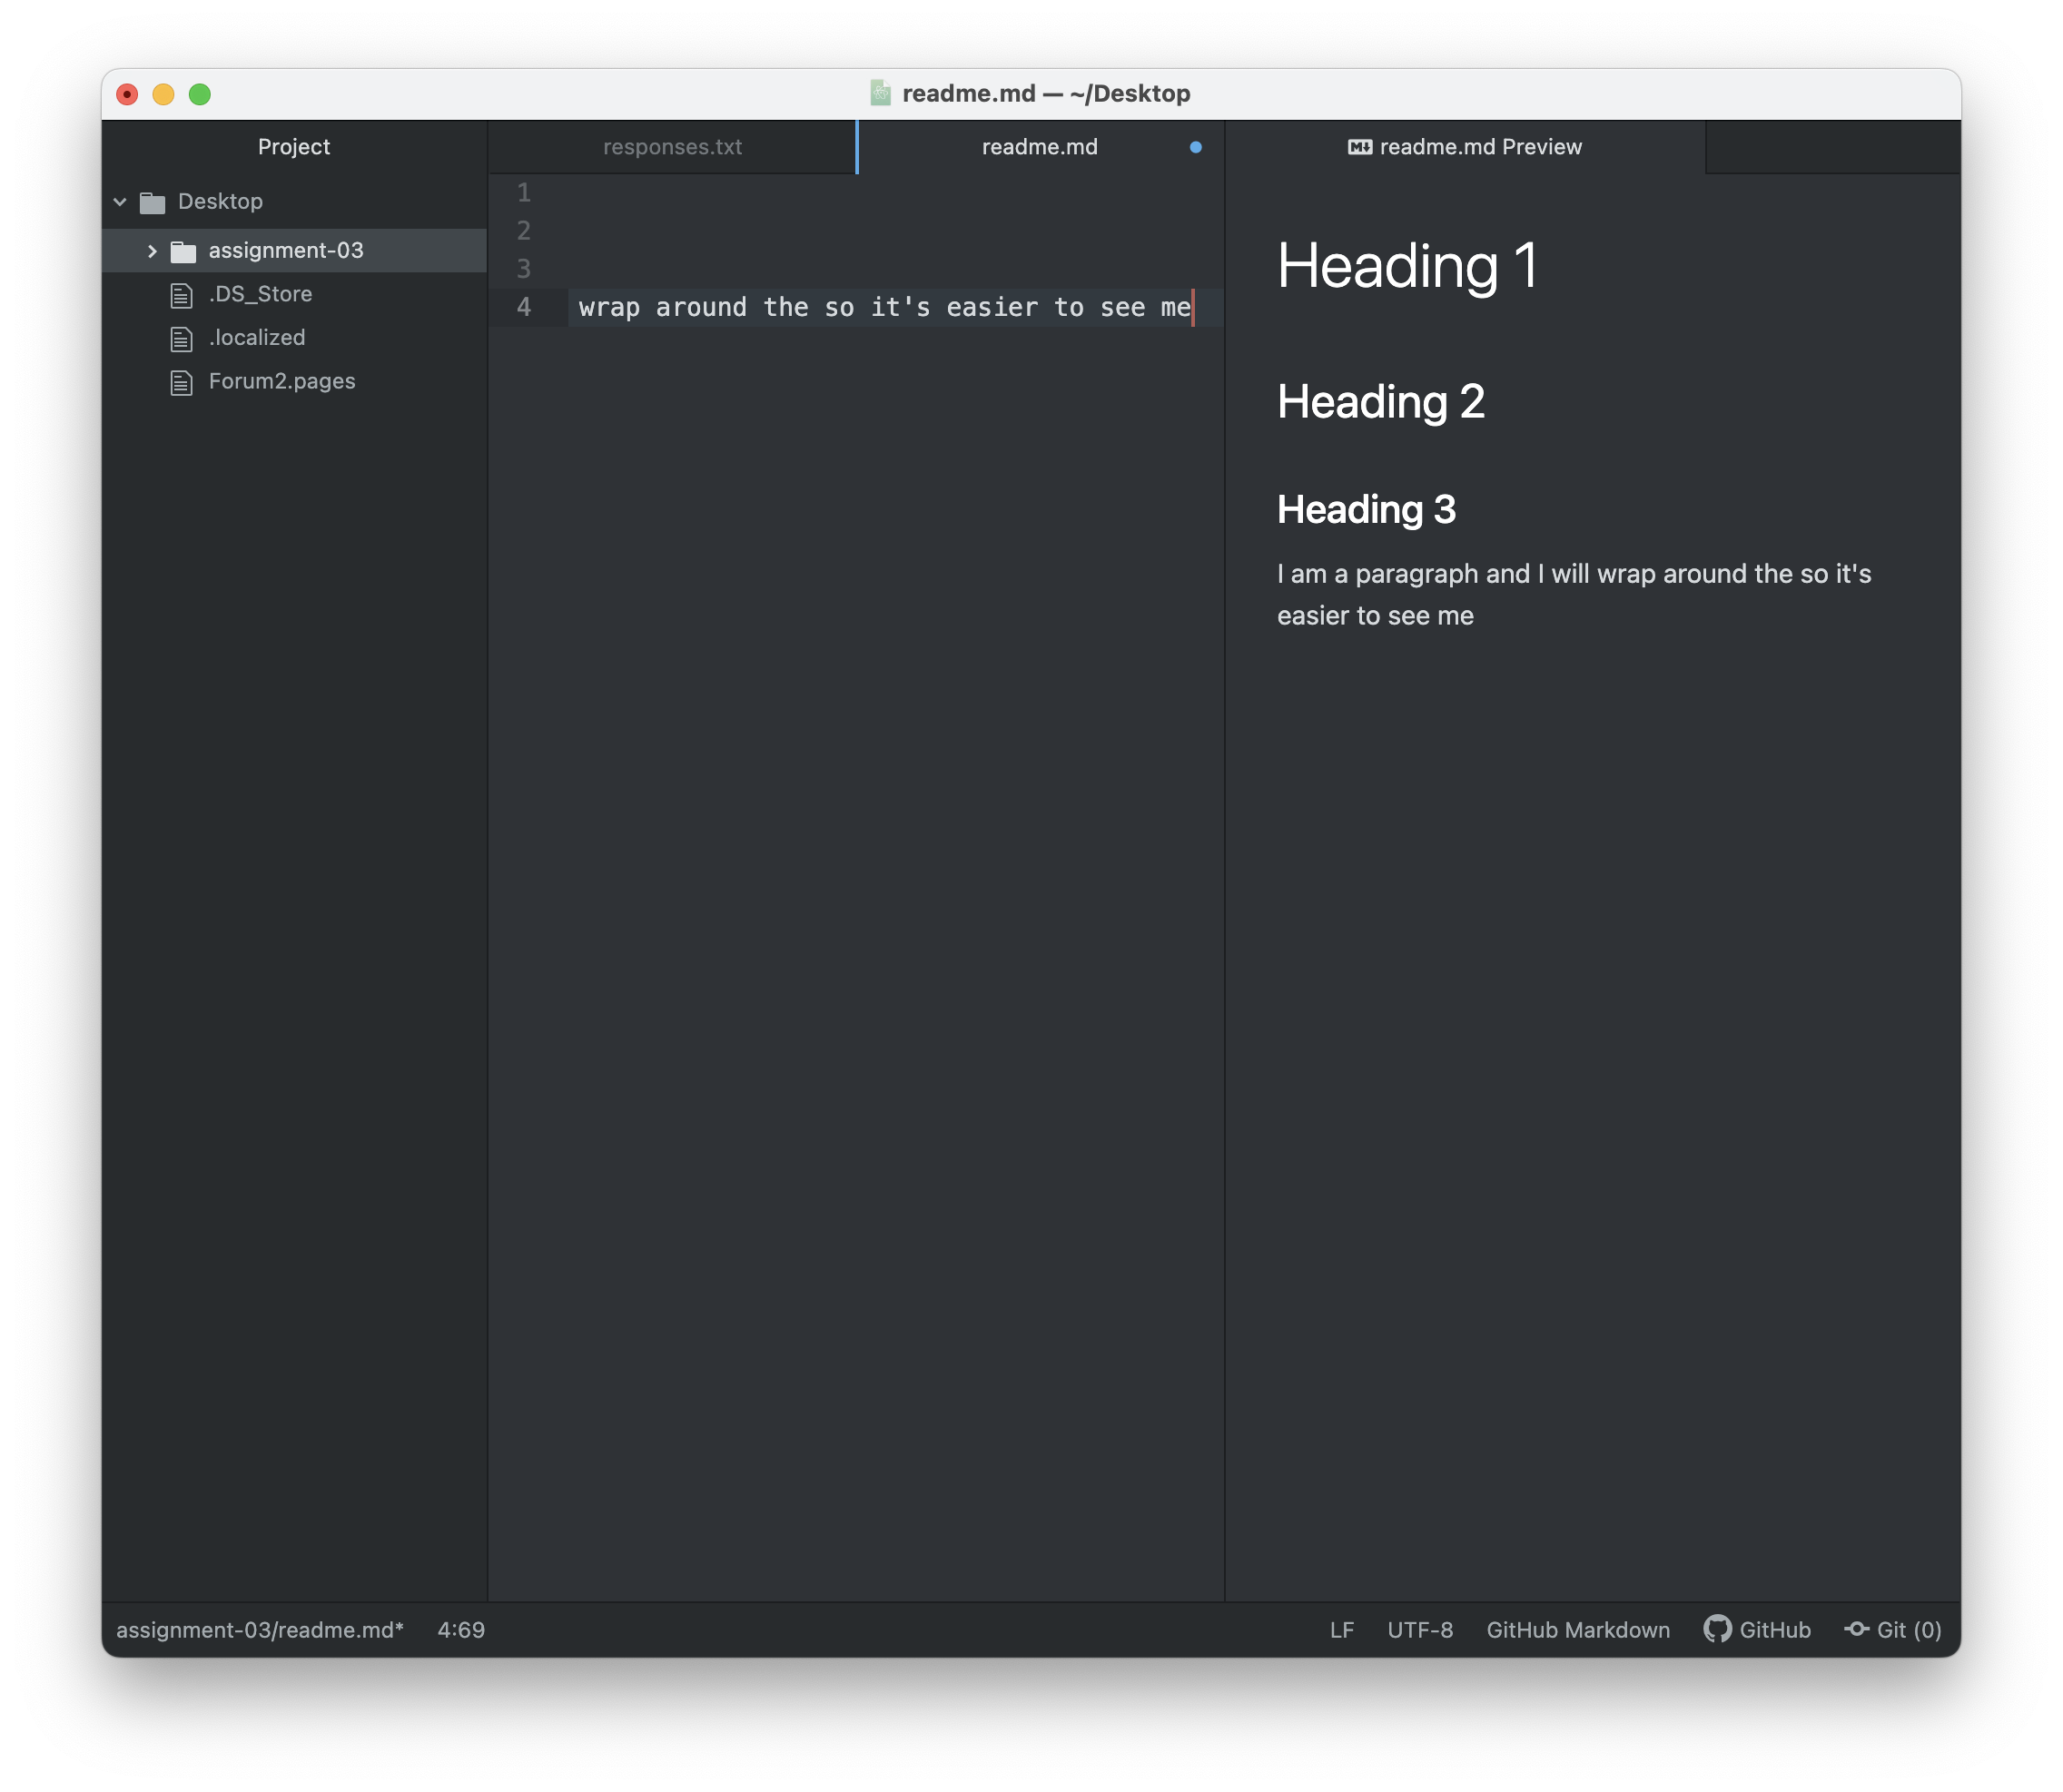 readme.md — ~/Desktop
Project
responses.txt
readme.md
readme.md Preview
Desktop
assignment-03
.DS_Store
.localized
Forum2.pages
1
2
3
4 wrap around the so it's easier to see me
Heading 1
Heading 2
Heading 3
I am a paragraph and I will wrap around the so it's
easier to see me
assignment-03/readme.md* 4:69
LF UTF-8 GitHub Markdown GitHub Git (0)